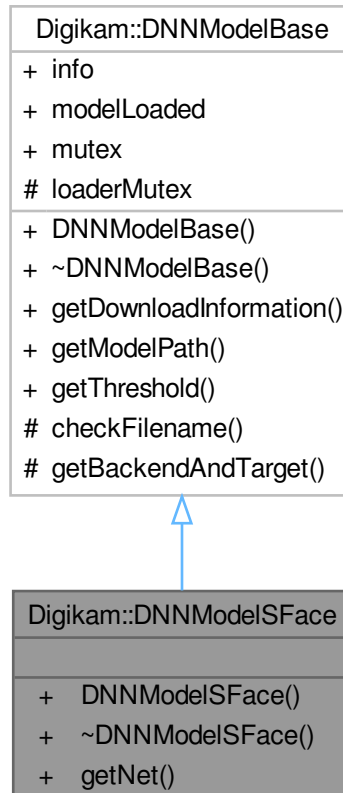 Digikam::DNNModelBase
+ info
+ modelLoaded
+ mutex
# loaderMutex
+ DNNModelBase()
+ ~DNNModelBase()
+ getDownloadInformation()
+ getModelPath()
+ getThreshold()
# checkFilename()
# getBackendAndTarget()
Digikam::DNNModelSFace
+ DNNModelSFace()
+ ~DNNModelSFace()
+ getNet()